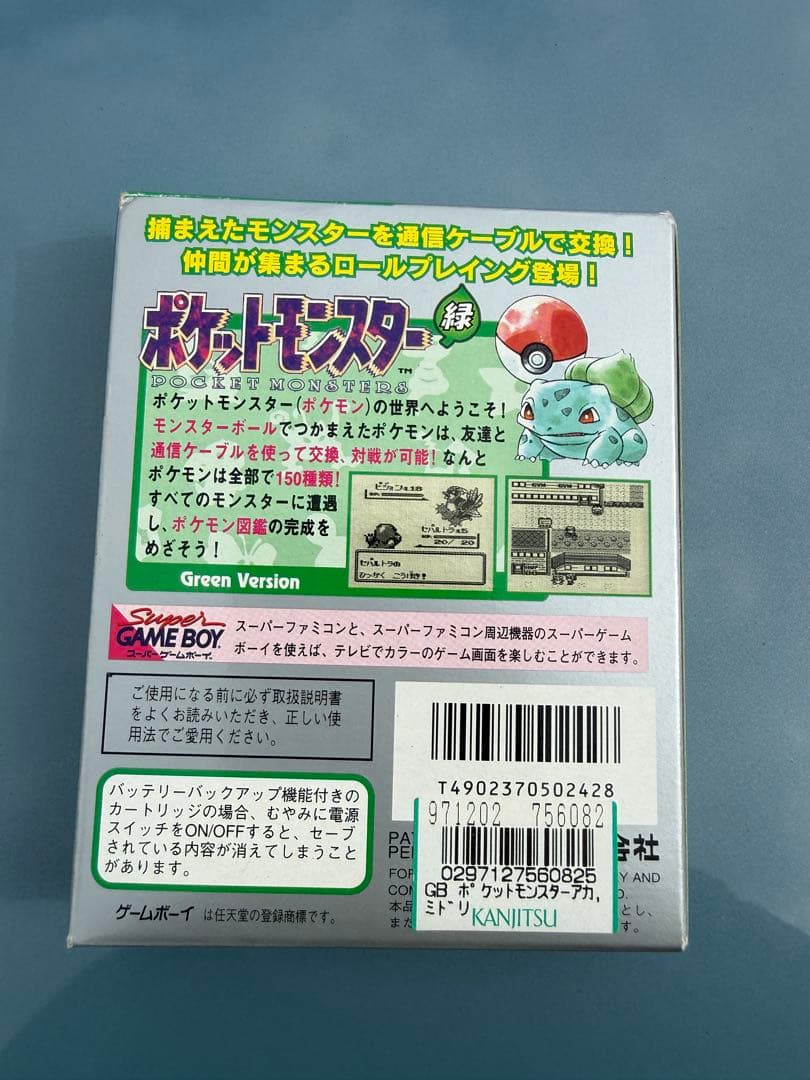 捕まえたモンスターを通信ケーブルで交換！
仲間が集まるロールプレイング登場！
ポケットモンスター 緑
TM
POCKET MONSTERS
ポケットモンスター(ポケモン)の世界へようこそ！
モンスターボールでつかまえたポケモンは、友達と
通信ケーブルを使って交換、対戦が可能！なんと
ポケモンは全部で150種類！
すべてのモンスターに遭遇
し、ポケモン図鑑の完成を
めざそう！
Green Version
20/ 20
ひっかく こうげき！
GYM
Super
GAME BOY
スーパーゲームボーイ
スーパーファミコンと、スーパーファミコン周辺機器のスーパーゲーム
ボーイを使えば、テレビでカラーのゲーム画面を楽しむことができます。
ご使用になる前に必ず取扱説明書
をよくお読みいただき、正しい使
用法でご愛用ください。
T4902370502428
バッテリーバックアップ機能付きの
カートリッジの場合、むやみに電源
スイッチをON/OFFすると、セーブ
されている内容が消えてしまうこと
があります。
ゲームボーイ は任天堂の登録商標です。
971202 756082
0297127560825
GB ポケットモンスターアカ,
ミドリ
KANJITSU